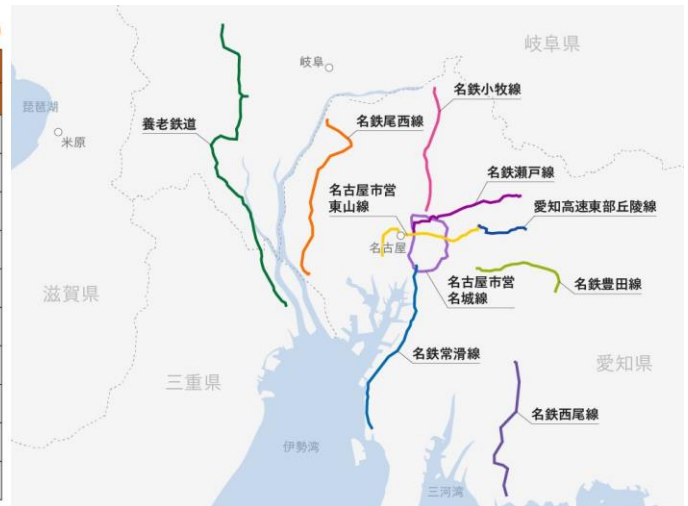 岐阜県
岐阜
名鉄小牧線
琵琶湖
養老鉄道
名鉄尾西線
米原
名鉄瀬戸線
名古屋市営
東山線
愛知高速東部丘陵線
名古屋
滋賀県
名古屋市営
名城線
名鉄豊田線
名鉄常滑線
愛知県
三重県
名鉄西尾線
伊勢湾
三河湾